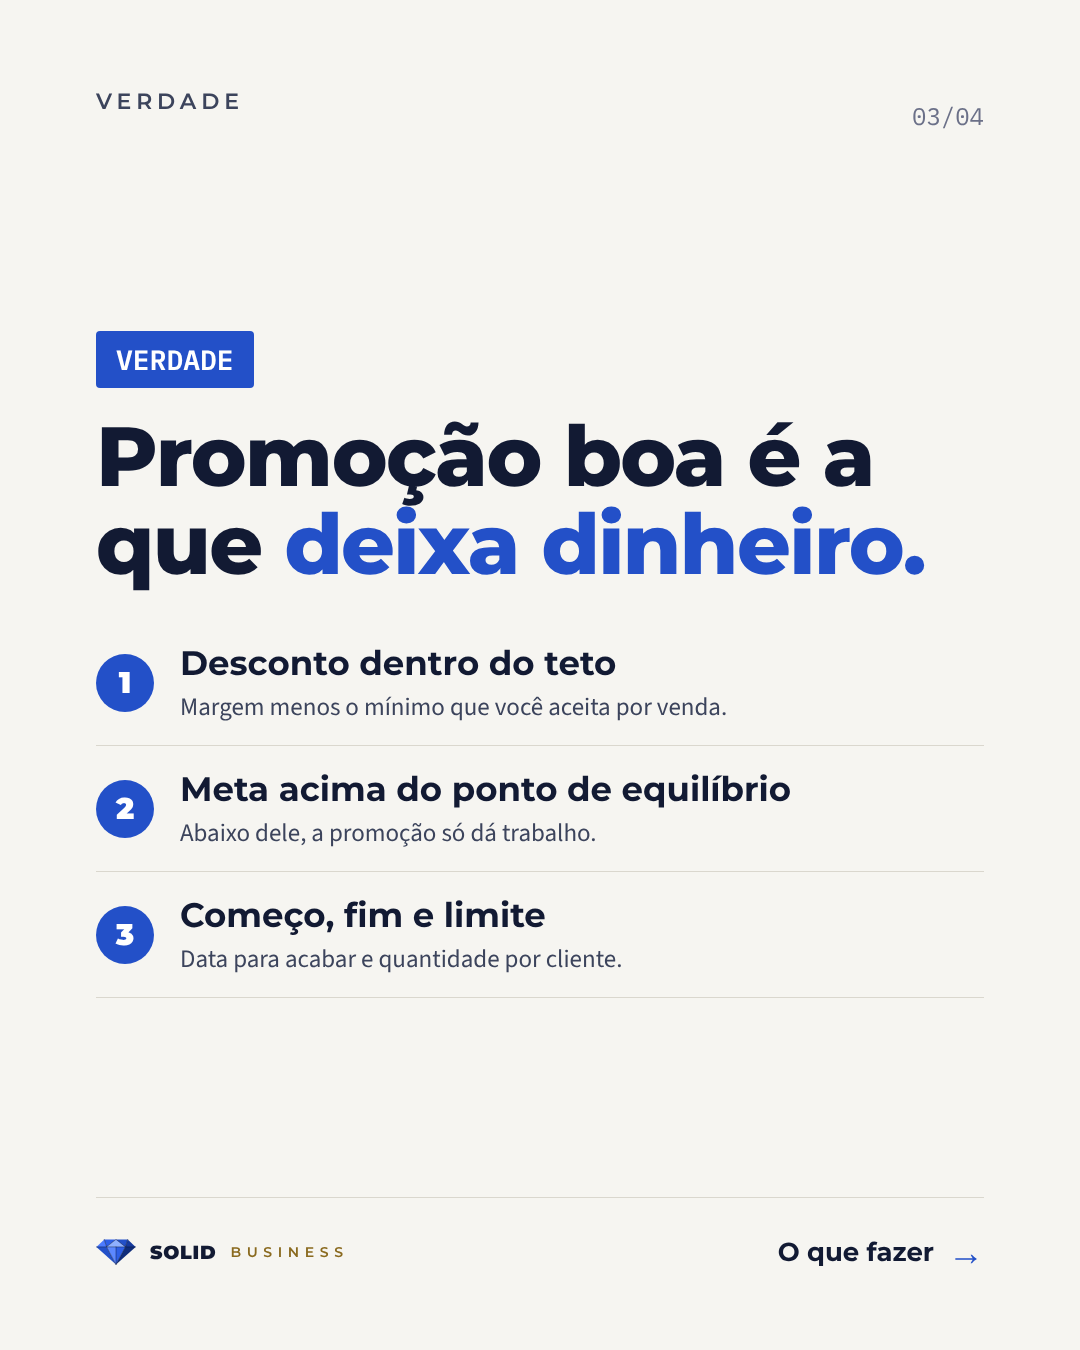 VERDADE
03/04
VERDADE
Promoção boa é a
que deixa dinheiro.
1
Desconto dentro do teto
Margem menos o mínimo que você aceita por venda.
2
Meta acima do ponto de equilíbrio
Abaixo dele, a promoção só dá trabalho.
3
Começo, fim e limite
Data para acabar e quantidade por cliente.
SOLID BUSINESS
O que fazer →